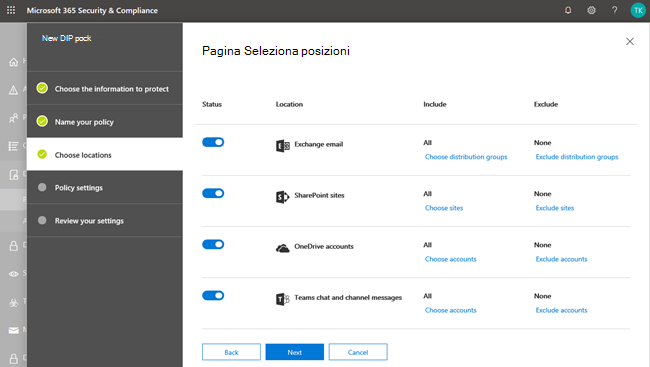 Microsoft 365 Security & Compliance
?
TK
New DIP pack
Pagina Seleziona posizioni
Choose the information to protect
Name your policy
Choose locations
Policy settings
Review your settings
Status Location Include Exclude
Exchange email All None
Choose distribution groups Exclude distribution groups
SharePoint sites All None
Choose sites Exclude sites
OneDrive accounts All None
Choose accounts Exclude accounts
Teams chat and channel messages All None
Choose accounts Exclude accounts
Back Next Cancel